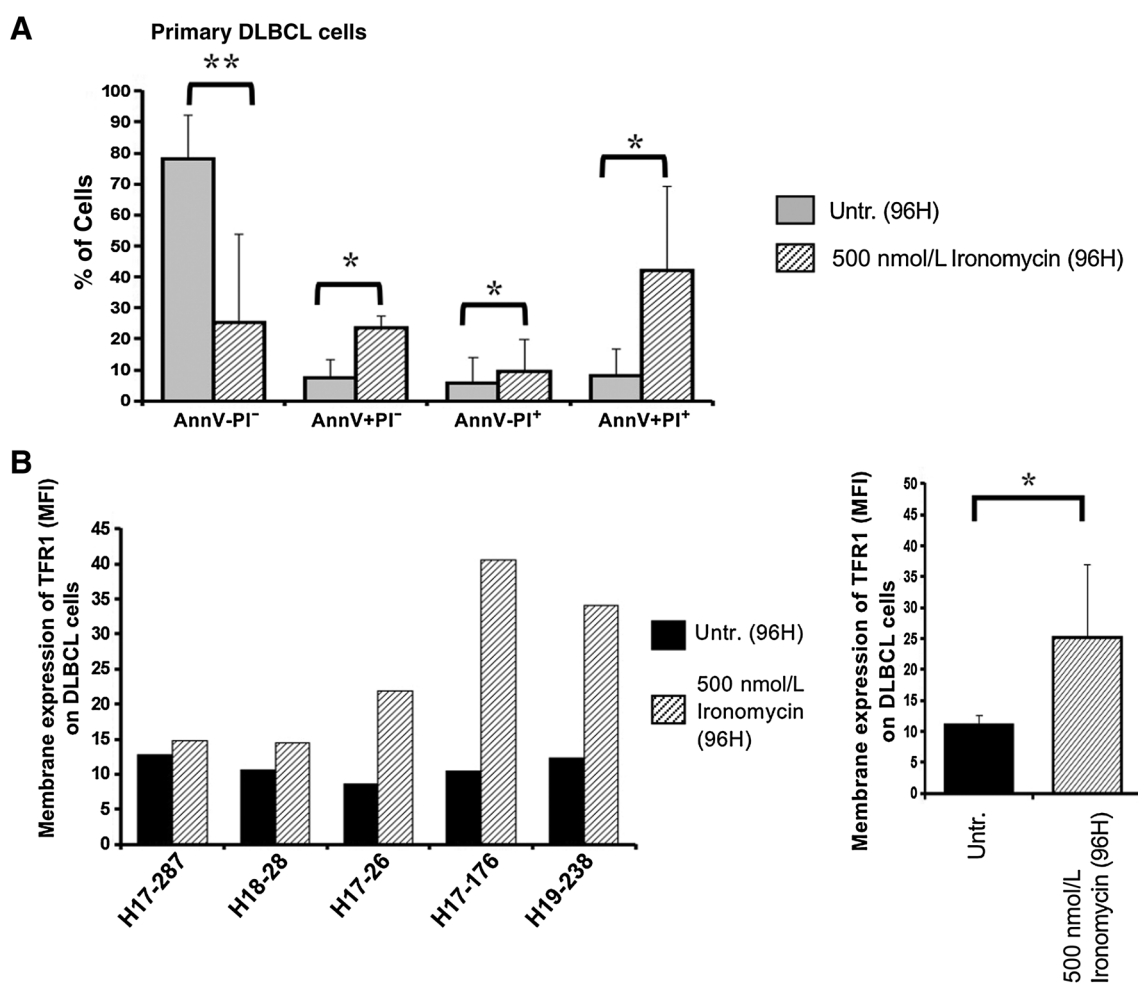 A
Primary DLBCL cells
**
*
*
*
100
90
80
70
60
50
40
30
20
10
0
% of Cells
AnnV-PI⁻
AnnV+PI⁻
AnnV-PI⁺
AnnV+PI⁺
Untr. (96H)
500 nmol/L Ironomycin (96H)
B
Membrane expression of TFR1 (MFI)
on DLBCL cells
45
40
35
30
25
20
15
10
5
0
H17-287
H18-28
H17-26
H17-176
H19-238
Untr. (96H)
500 nmol/L
Ironomycin
(96H)
Membrane expression of TFR1 (MFI)
on DLBCL cells
50
45
40
35
30
25
20
15
10
5
0
*
Untr.
500 nmol/L
Ironomycin (96H)